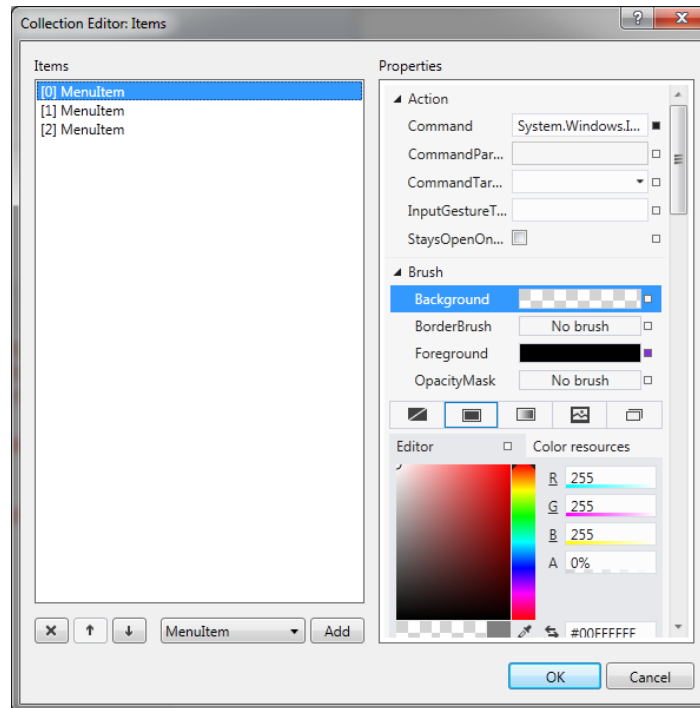 Collection Editor: Items
Items
[0] MenuItem
[1] MenuItem
[2] MenuItem
MenuItem
Add
Properties
Action
Command System.Windows.I...
CommandPar...
CommandTar...
InputGestureT...
StaysOpenOn...
Brush
Background
BorderBrush No brush
Foreground
OpacityMask No brush
Editor Color resources
R 255
G 255
B 255
A 0%
#00FFFFFF
OK Cancel